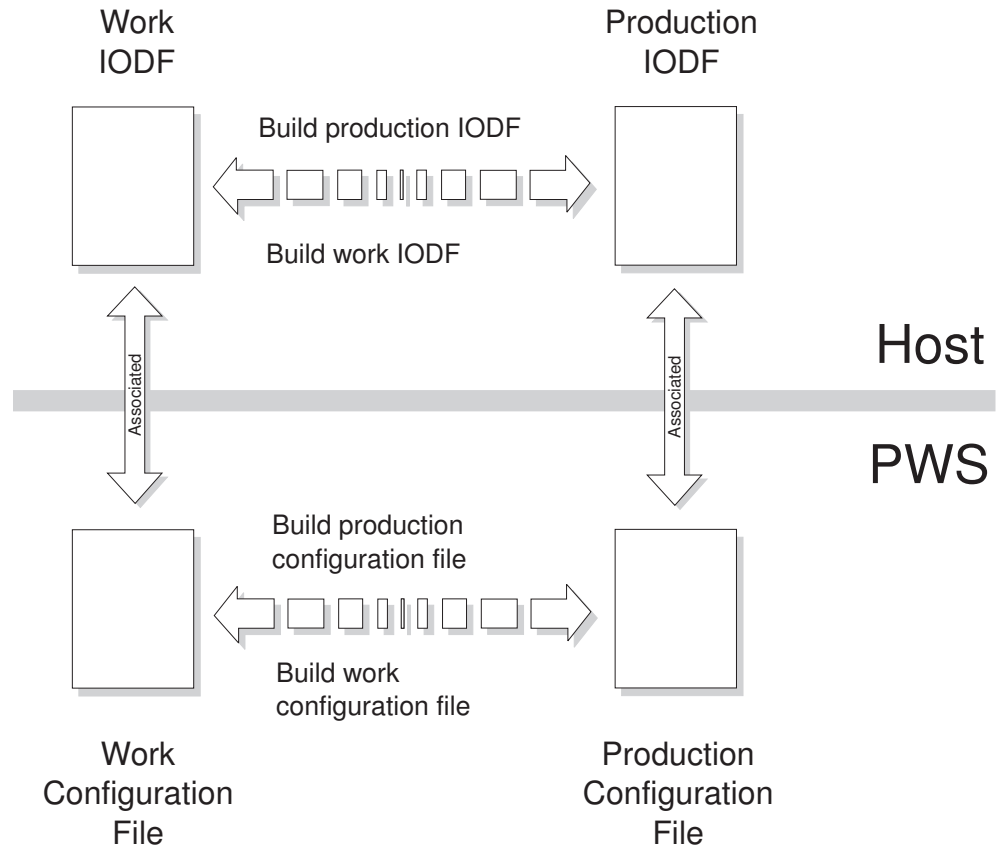 Work
IODF
Production
IODF
Build production IODF
Build work IODF
Host
Associated
Associated
PWS
Build production
configuration file
Build work
configuration file
Work
Configuration
File
Production
Configuration
File